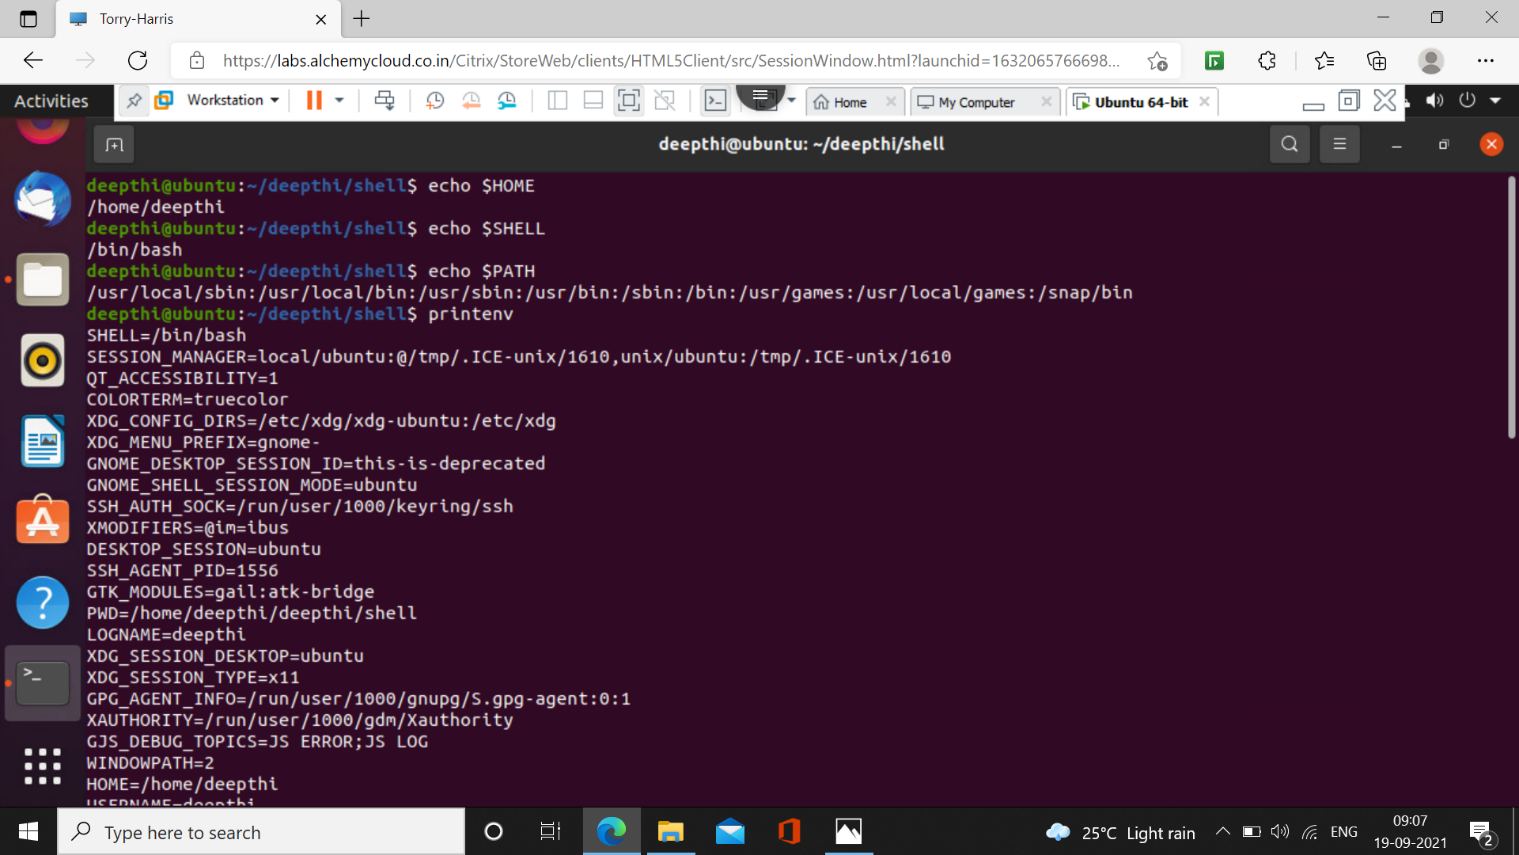 Torry-Harris
https://labs.alchemycloud.co.in/Citrix/StoreWeb/clients/HTML5Client/src/SessionWindow.html?launchid=1632065766698...
Activities
Workstation
Home
My Computer
Ubuntu 64-bit
deepthi@ubuntu: ~/deepthi/shell
deepthi@ubuntu:~/deepthi/shell$ echo $HOME
/home/deepthi
deepthi@ubuntu:~/deepthi/shell$ echo $SHELL
/bin/bash
deepthi@ubuntu:~/deepthi/shell$ echo $PATH
/usr/local/sbin:/usr/local/bin:/usr/sbin:/usr/bin:/sbin:/bin:/usr/games:/usr/local/games:/snap/bin
deepthi@ubuntu:~/deepthi/shell$ printenv
SHELL=/bin/bash
SESSION_MANAGER=local/ubuntu:@/tmp/.ICE-unix/1610,unix/ubuntu:/tmp/.ICE-unix/1610
QT_ACCESSIBILITY=1
COLORTERM=truecolor
XDG_CONFIG_DIRS=/etc/xdg/xdg-ubuntu:/etc/xdg
XDG_MENU_PREFIX=gnome-
GNOME_DESKTOP_SESSION_ID=this-is-deprecated
GNOME_SHELL_SESSION_MODE=ubuntu
SSH_AUTH_SOCK=/run/user/1000/keyring/ssh
XMODIFIERS=@im=ibus
DESKTOP_SESSION=ubuntu
SSH_AGENT_PID=1556
GTK_MODULES=gail:atk-bridge
PWD=/home/deepthi/deepthi/shell
LOGNAME=deepthi
XDG_SESSION_DESKTOP=ubuntu
XDG_SESSION_TYPE=x11
GPG_AGENT_INFO=/run/user/1000/gnupg/S.gpg-agent:0:1
XAUTHORITY=/run/user/1000/gdm/Xauthority
GJS_DEBUG_TOPICS=JS ERROR;JS LOG
WINDOWPATH=2
HOME=/home/deepthi
USERNAME=deepthi
Type here to search
25°C Light rain
ENG
09:07
19-09-2021
2